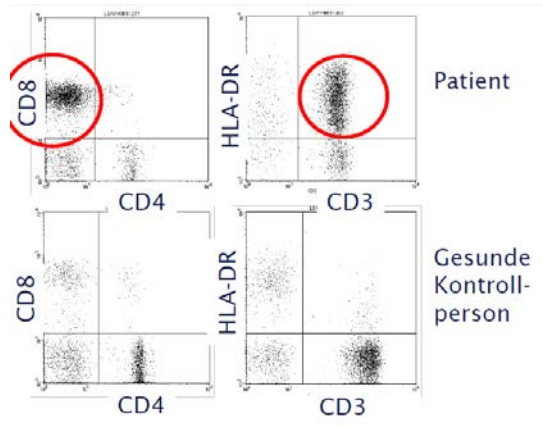 CD8
CD4
HLA-DR
CD3
Patient
CD8
CD4
HLA-DR
CD3
Gesunde
Kontroll-
person